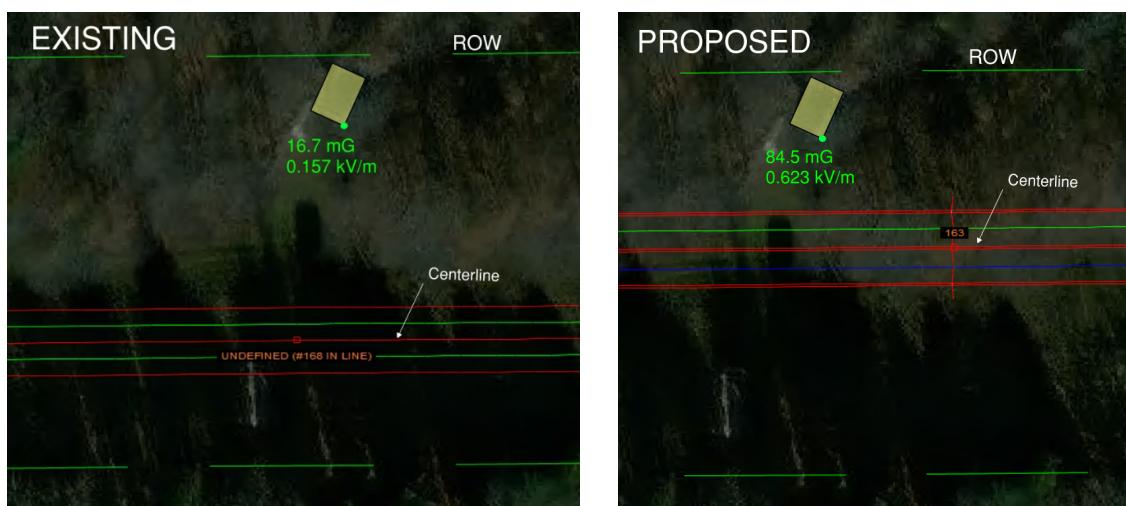 EXISTING
ROW
16.7 mG
0.157 kV/m
Centerline
UNDEFINED (#168 IN LINE)
PROPOSED
ROW
84.5 mG
0.623 kV/m
Centerline
163